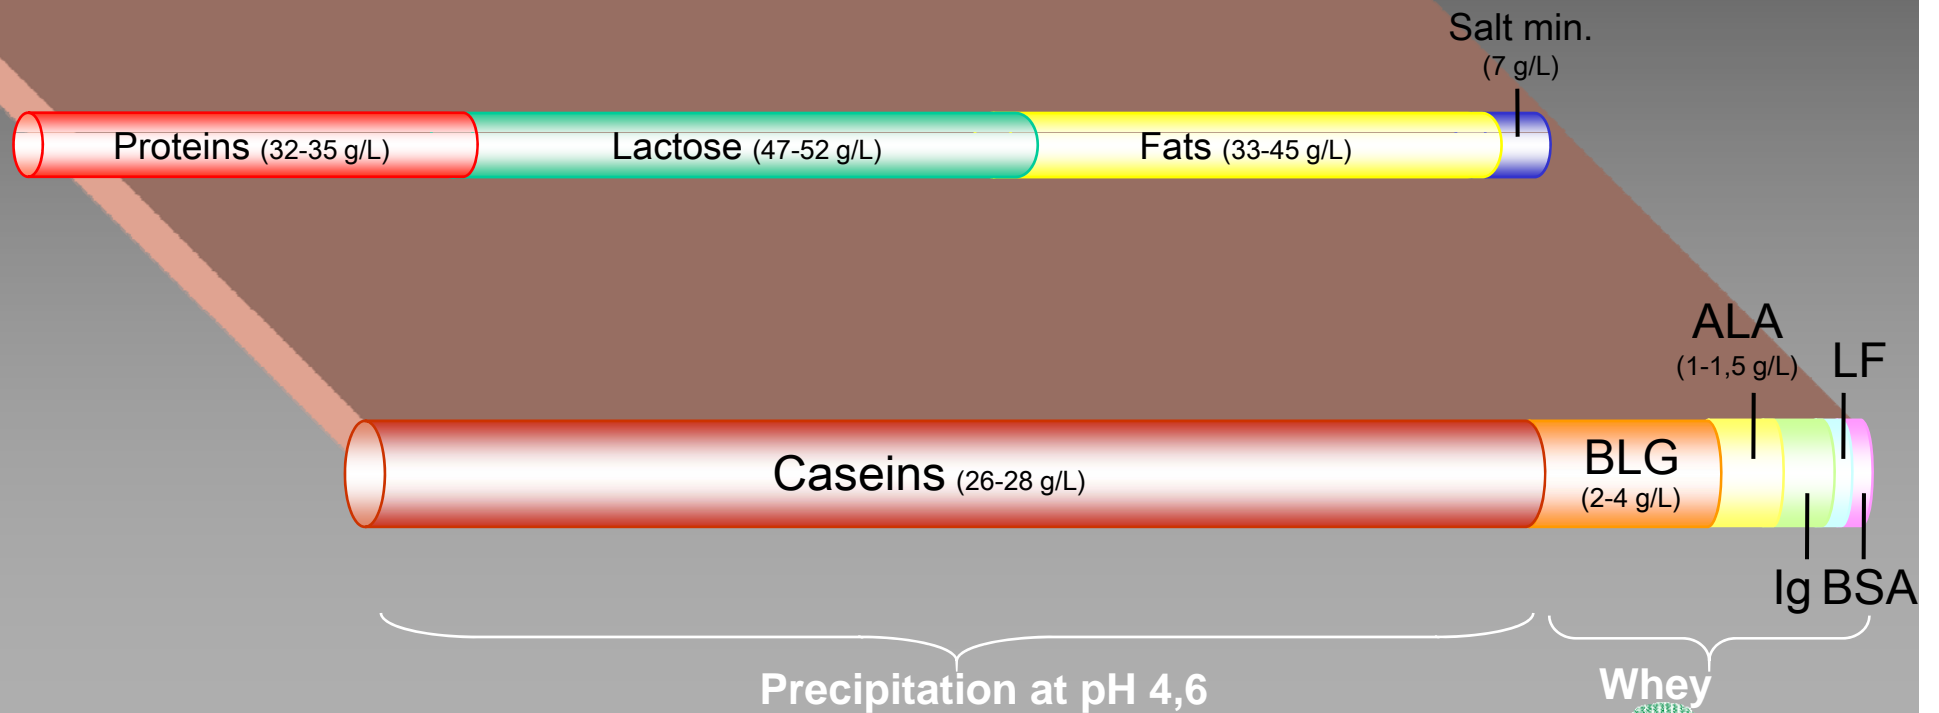 Salt min.
(7 g/L)
Proteins (32-35 g/L)
Lactose (47-52 g/L)
Fats (33-45 g/L)
ALA
(1-1,5 g/L)
LF
Caseins (26-28 g/L)
BLG
(2-4 g/L)
Ig
BSA
Precipitation at pH 4,6
Whey